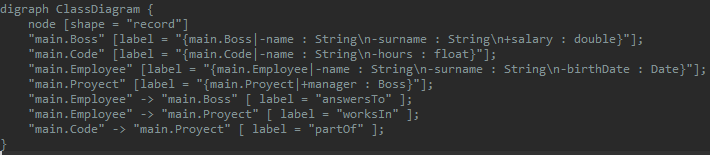 digraph ClassDiagram {
node [shape = "record"]
"main.Boss" [label = "{main.Boss|-name : String\n-surname : String\n+salary : double}"];
"main.Code" [label = "{main.Code|-name : String\n-hours : float}"];
"main.Employee" [label = "{main.Employee|-name : String\n-surname : String\n-birthDate : Date}"];
"main.Proyect" [label = "{main.Proyect|+manager : Boss}"];
"main.Employee" -> "main.Boss" [ label = "answersTo" ];
"main.Employee" -> "main.Proyect" [ label = "worksIn" ];
"main.Code" -> "main.Proyect" [ label = "partOf" ];
}